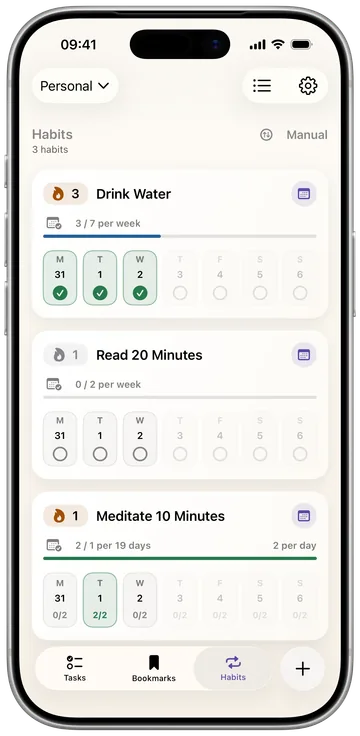 09:41
Personal
Habits
Manual
3 habits
3 Drink Water
3 / 7 per week
M T W T F S S
31 1 2 3 4 5 6
1 Read 20 Minutes
0 / 2 per week
M T W T F S S
31 1 2 3 4 5 6
1 Meditate 10 Minutes
2 / 1 per 19 days 2 per day
M T W T F S S
31 1 2 3 4 5 6
0/2 2/2 0/2 0/2 0/2 0/2 0/2
Tasks Bookmarks Habits